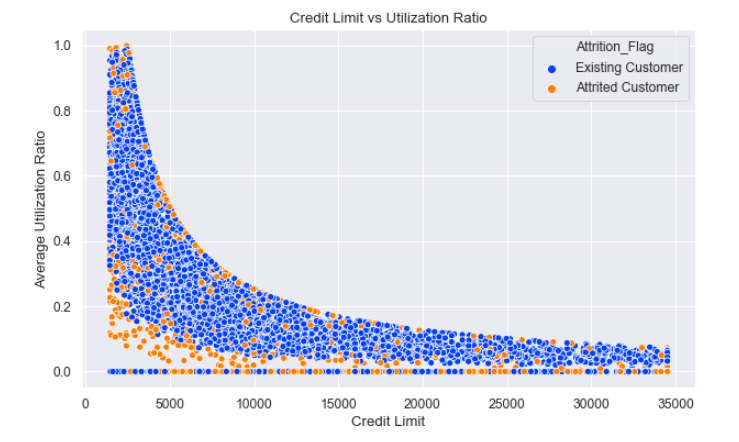 Credit Limit vs Utilization Ratio
Attrition_Flag
Existing Customer
Attrited Customer
Average Utilization Ratio
1.0
0.8
0.6
0.4
0.2
0.0
0 5000 10000 15000 20000 25000 30000 35000
Credit Limit